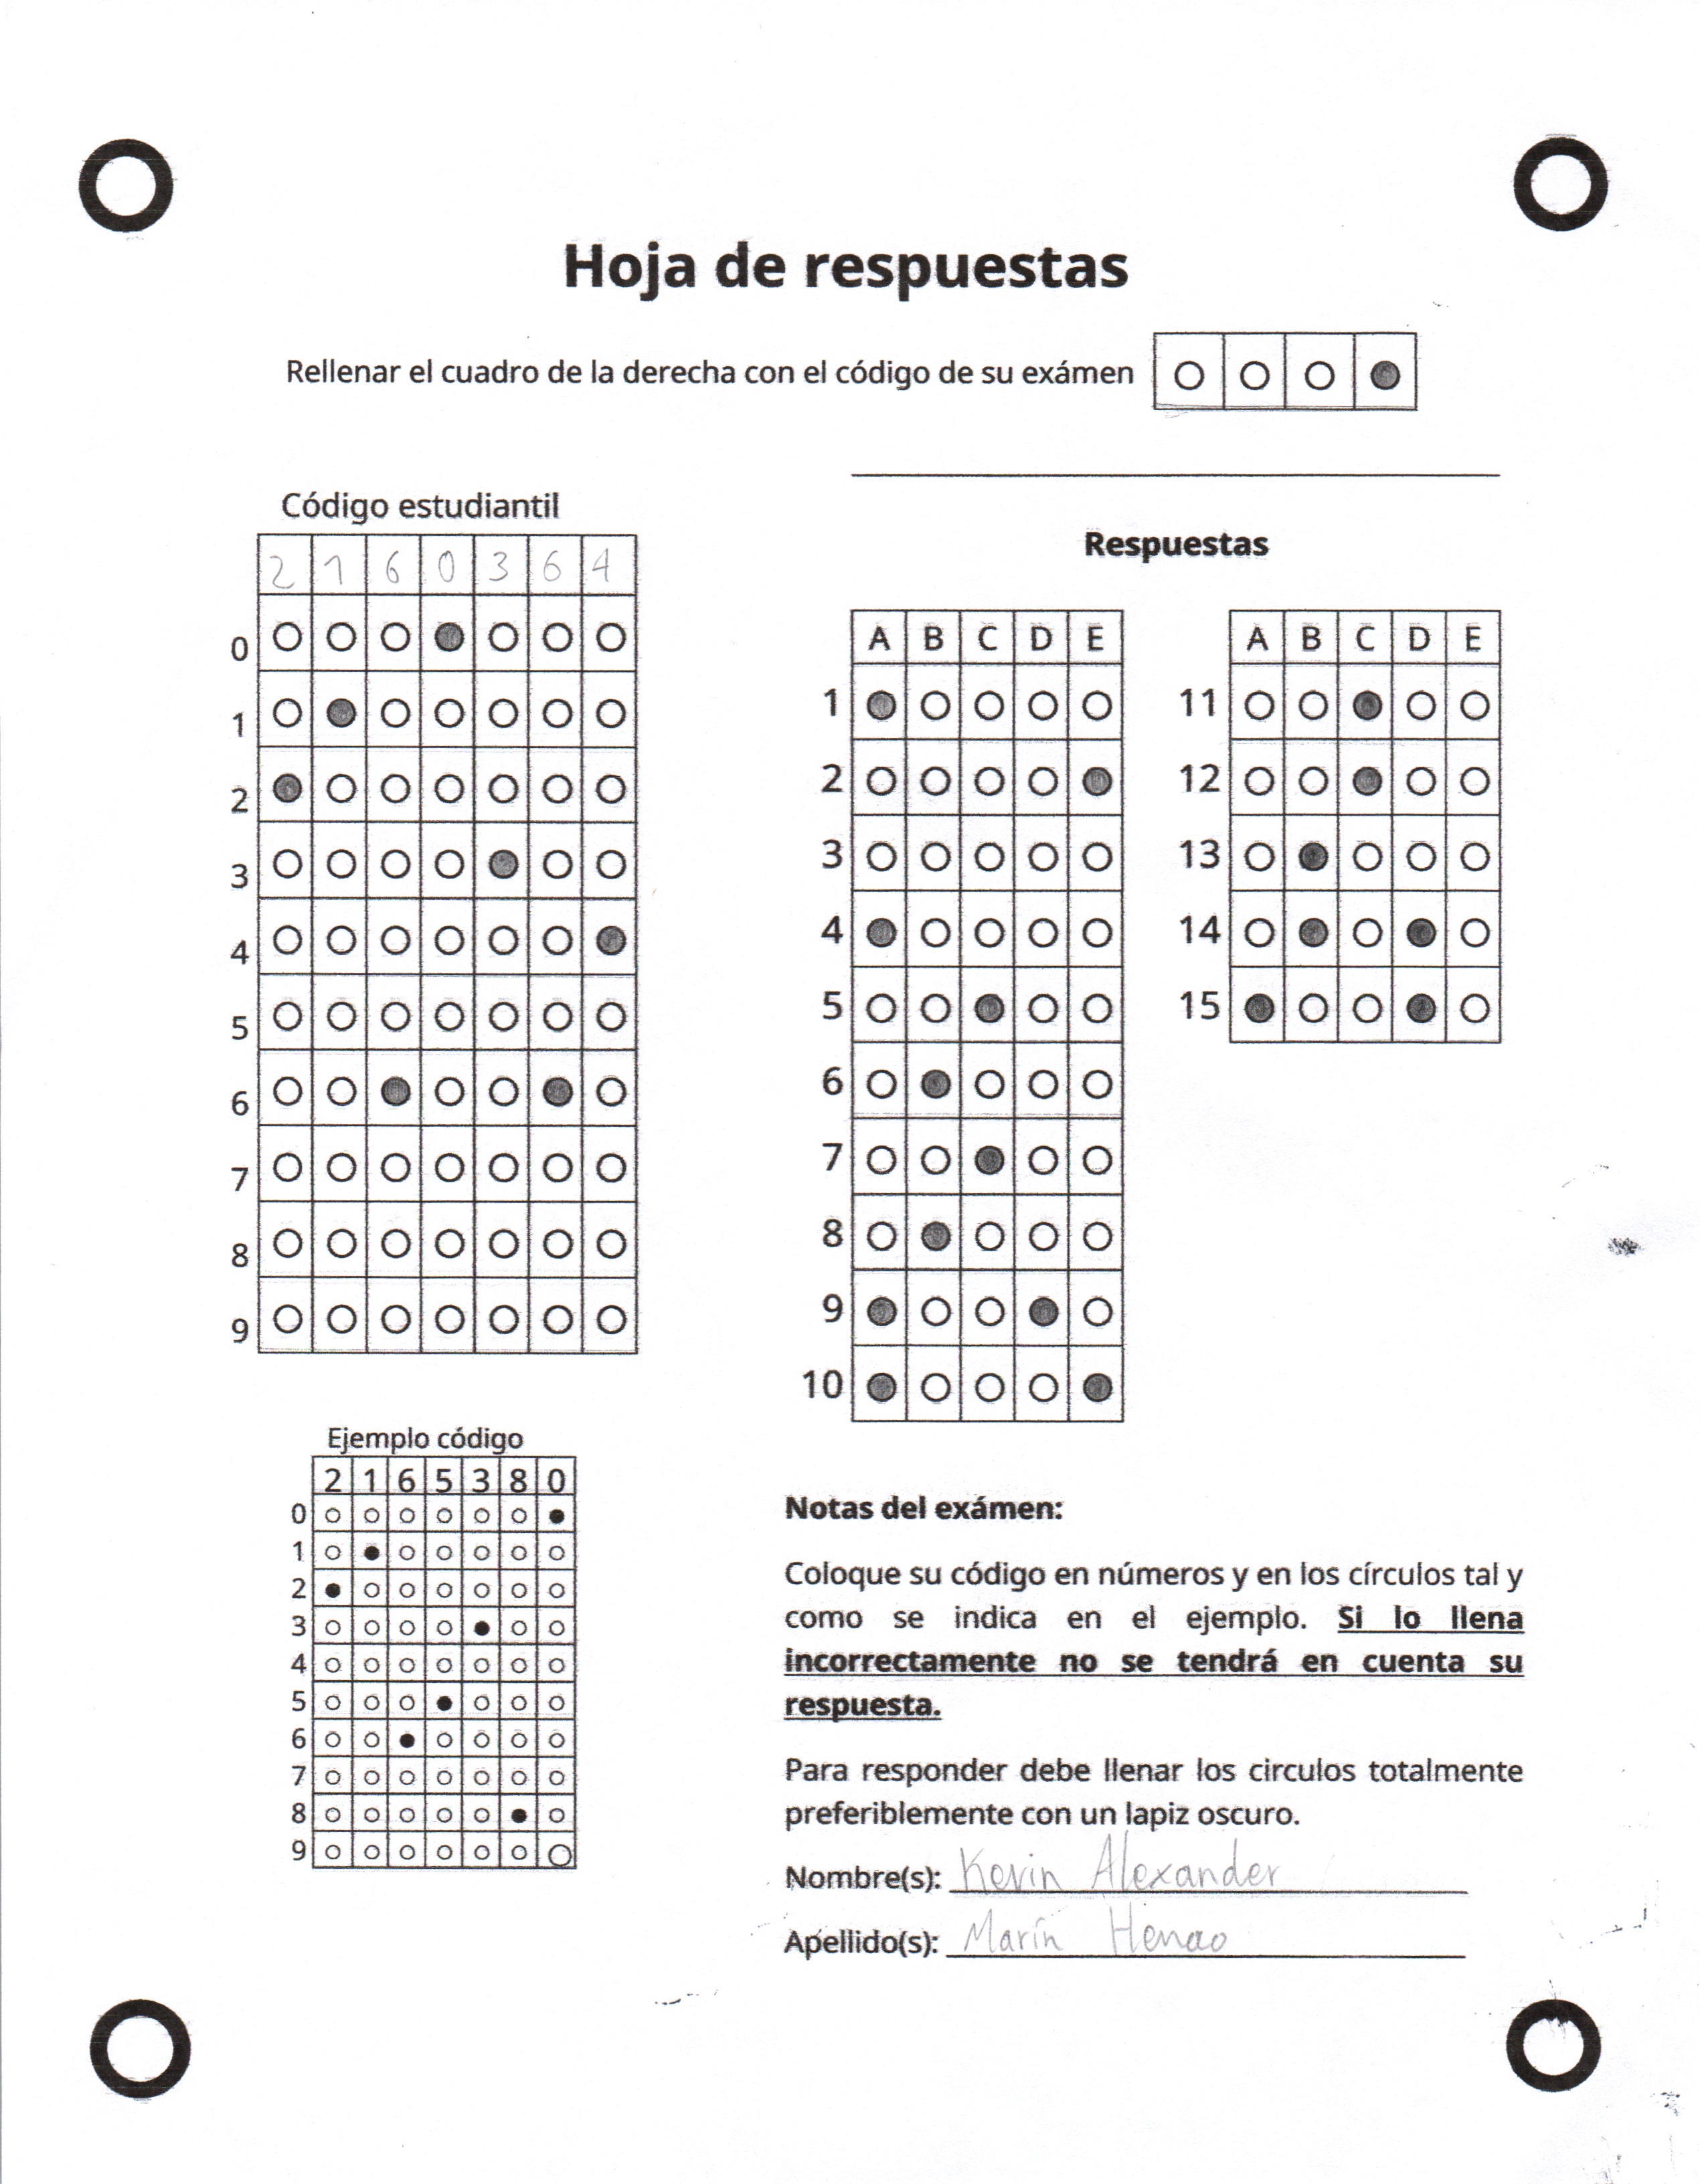 Hoja de respuestas
Rellenar el cuadro de la derecha con el código de su exámen
Código estudiantil
2 1 6 0 3 6 4
0
1
2
3
4
5
6
7
8
9
Respuestas
A B C D E
1
2
3
4
5
6
7
8
9
10
A B C D E
11
12
13
14
15
Ejemplo código
2 1 6 5 3 8 0
0
1
2
3
4
5
6
7
8
9
Notas del exámen:
Coloque su código en números y en los círculos tal y
como se indica en el ejemplo. Si lo llena
incorrectamente no se tendrá en cuenta su
respuesta.
Para responder debe llenar los circulos totalmente
preferiblemente con un lapiz oscuro.
Nombre(s): Kevin Alexander
Apellido(s): Marín Henao